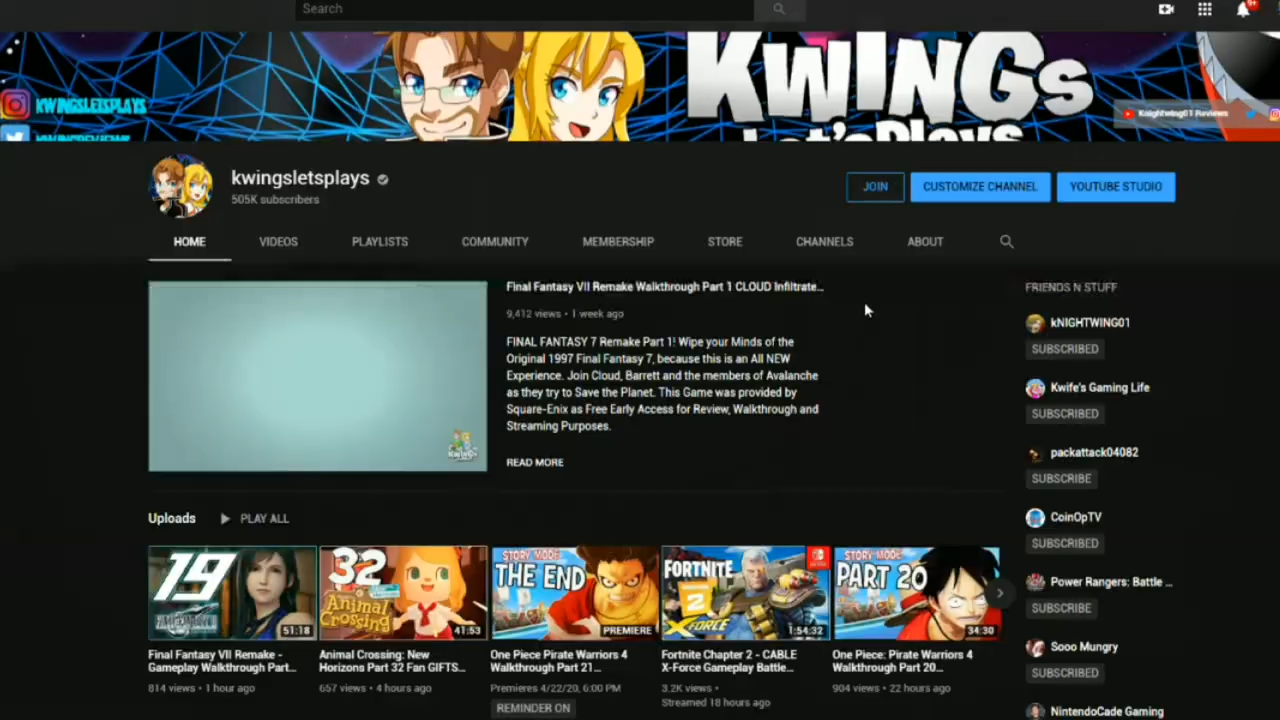 Search
9+
KWINGs
Let'sPlays
KWINGSLETSPLAYS
KWINGREVIEWS
Knightwing01 Reviews
kwingsletsplays
505K subscribers
JOIN
CUSTOMIZE CHANNEL
YOUTUBE STUDIO
HOME
VIDEOS
PLAYLISTS
COMMUNITY
MEMBERSHIP
STORE
CHANNELS
ABOUT
Final Fantasy VII Remake Walkthrough Part 1 CLOUD Infiltrate...
9,412 views • 1 week ago
FINAL FANTASY 7 Remake Part 1! Wipe your Minds of the
Original 1997 Final Fantasy 7, because this is an All NEW
Experience. Join Cloud, Barrett and the members of Avalanche
as they try to Save the Planet. This Game was provided by
Square-Enix as Free Early Access for Review, Walkthrough and
Streaming Purposes.
READ MORE
FRIENDS N STUFF
kNIGHTWING01
SUBSCRIBED
Kwife's Gaming Life
SUBSCRIBED
packattack04082
SUBSCRIBE
CoinOpTV
SUBSCRIBED
Power Rangers: Battle ...
SUBSCRIBE
Sooo Mungry
SUBSCRIBED
NintendoCade Gaming
Uploads
PLAY ALL
19
51:18
Final Fantasy VII Remake -
Gameplay Walkthrough Part...
814 views • 1 hour ago
32
Animal
Crossing
41:53
Animal Crossing: New
Horizons Part 32 Fan GIFTS...
657 views • 4 hours ago
STORY MODE
THE END
PREMIERE
One Piece Pirate Warriors 4
Walkthrough Part 21...
Premieres 4/22/20, 6:00 PM
REMINDER ON
FORTNITE
2
X-FORCE
1:54:32
Fortnite Chapter 2 - CABLE
X-Force Gameplay Battle...
3.2K views •
Streamed 18 hours ago
STORY MODE
PART 20
34:30
One Piece: Pirate Warriors 4
Walkthrough Part 20...
904 views • 22 hours ago